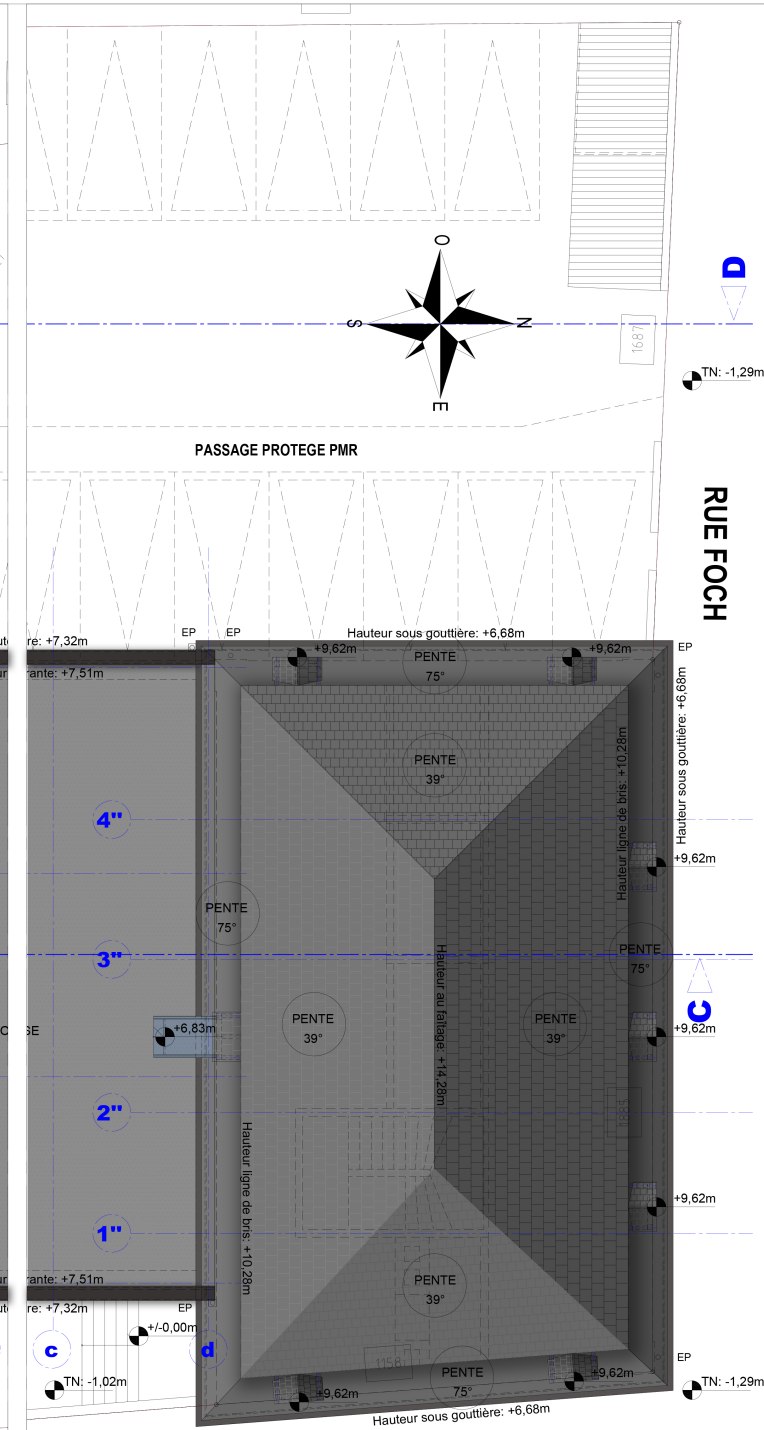 O
S
N
E
D
1687
TN: -1,29m
PASSAGE PROTEGE PMR
RUE FOCH
re: +7,32m
EP
EP
Hauteur sous gouttière: +6,68m
EP
+9,62m
+9,62m
PENTE
75°
rante: +7,51m
Hauteur sous gouttière: +6,68m
Hauteur ligne de bris: +10,28m
PENTE
39°
4"
+9,62m
PENTE
75°
3"
Hauteur au faîtage: +14,28m
PENTE
75°
C
PENTE
39°
PENTE
39°
+6,83m
+9,62m
2"
Hauteur ligne de bris: +10,28m
+9,62m
1"
rante: +7,51m
PENTE
39°
re: +7,32m
EP
+/-0,00m
c
d
EP
TN: -1,02m
PENTE
75°
+9,62m
+9,62m
TN: -1,29m
Hauteur sous gouttière: +6,68m